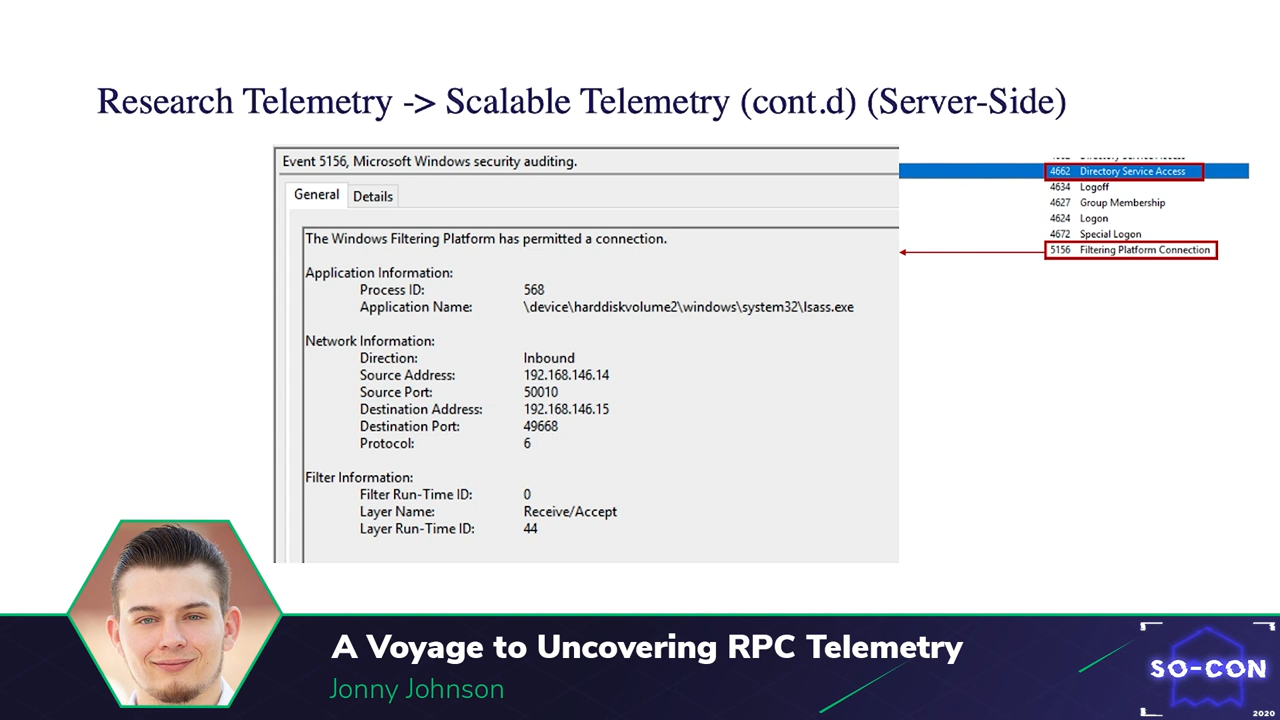 Research Telemetry -> Scalable Telemetry (cont.d) (Server-Side)
Event 5156, Microsoft Windows security auditing.
General Details
The Windows Filtering Platform has permitted a connection.
Application Information:
Process ID: 568
Application Name: \device\harddiskvolume2\windows\system32\lsass.exe
Network Information:
Direction: Inbound
Source Address: 192.168.146.14
Source Port: 50010
Destination Address: 192.168.146.15
Destination Port: 49668
Protocol: 6
Filter Information:
Filter Run-Time ID: 0
Layer Name: Receive/Accept
Layer Run-Time ID: 44
4662 Directory Service Access
4634 Logoff
4627 Group Membership
4624 Logon
4672 Special Logon
5156 Filtering Platform Connection
A Voyage to Uncovering RPC Telemetry
Jonny Johnson
SO-CON
2020